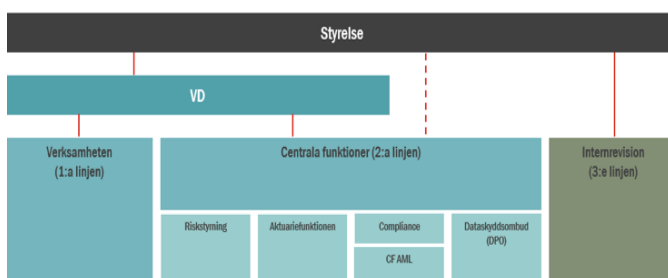 Styrelse
VD
Verksamheten
(1:a linjen)
Centrala funktioner (2:a linjen)
Internrevision
(3:e linjen)
Riskstyrning
Aktuariefunktionen
Compliance
CF AML
Dataskyddsombud
(DPO)